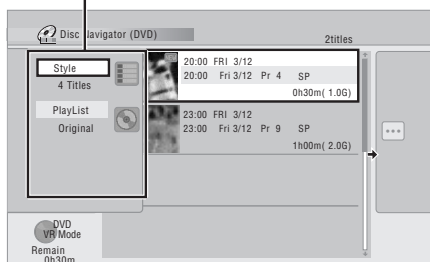 Disc Navigator (DVD)
2titles
Style
4 Titles
PlayList
Original
20:00 FRI 3/12
20:00 Fri 3/12 Pr 4 SP
0h30m( 1.0G)
23:00 FRI 3/12
23:00 Fri 3/12 Pr 9 SP
1h00m( 2.0G)
DVD
VR Mode
Remain
0h30m